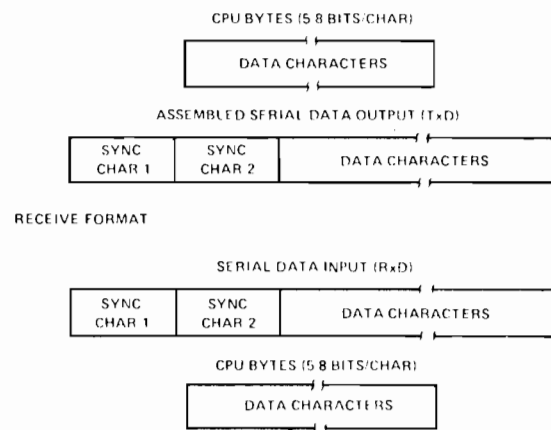 CPU BYTES (5 8 BITS/CHAR)
DATA CHARACTERS
ASSEMBLED SERIAL DATA OUTPUT (TxD)
SYNC CHAR 1
SYNC CHAR 2
DATA CHARACTERS
RECEIVE FORMAT
SERIAL DATA INPUT (RxD)
SYNC CHAR 1
SYNC CHAR 2
DATA CHARACTERS
CPU BYTES (5 8 BITS/CHAR)
DATA CHARACTERS